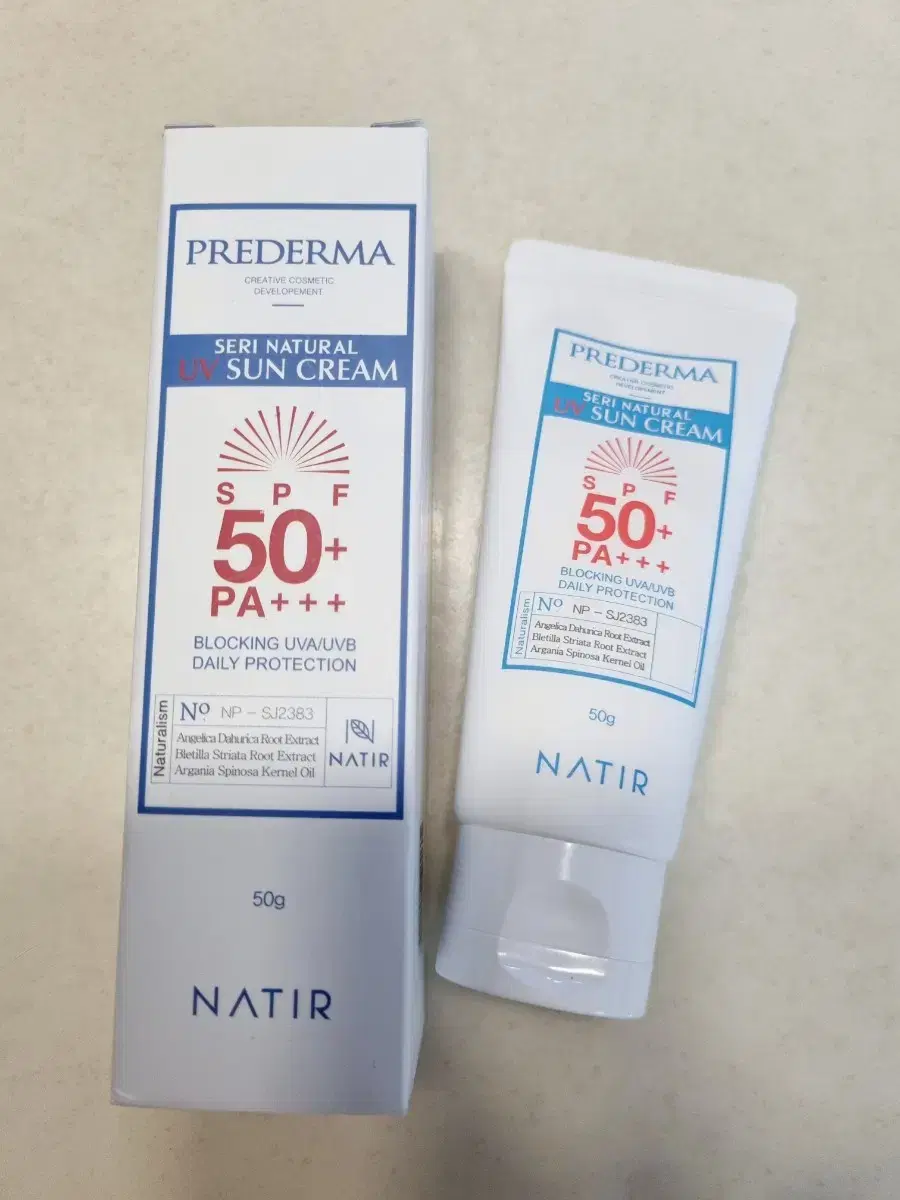 PREDERMA
CREATIVE COSMETIC
DEVELOPEMENT
SERI NATURAL
UV SUN CREAM
S P F
50+
PA+++
BLOCKING UVA/UVB
DAILY PROTECTION
Naturalism
Nº NP - SJ2383
Angelica Dahurica Root Extract
Bletilla Striata Root Extract
Argania Spinosa Kernel Oil
NATIR
50g
NATIR
PREDERMA
CREATIVE COSMETIC
DEVELOPEMENT
SERI NATURAL
UV SUN CREAM
S P F
50+
PA+++
BLOCKING UVA/UVB
DAILY PROTECTION
Naturalism
Nº NP - SJ2383
Angelica Dahurica Root Extract
Bletilla Striata Root Extract
Argania Spinosa Kernel Oil
50g
NATIR